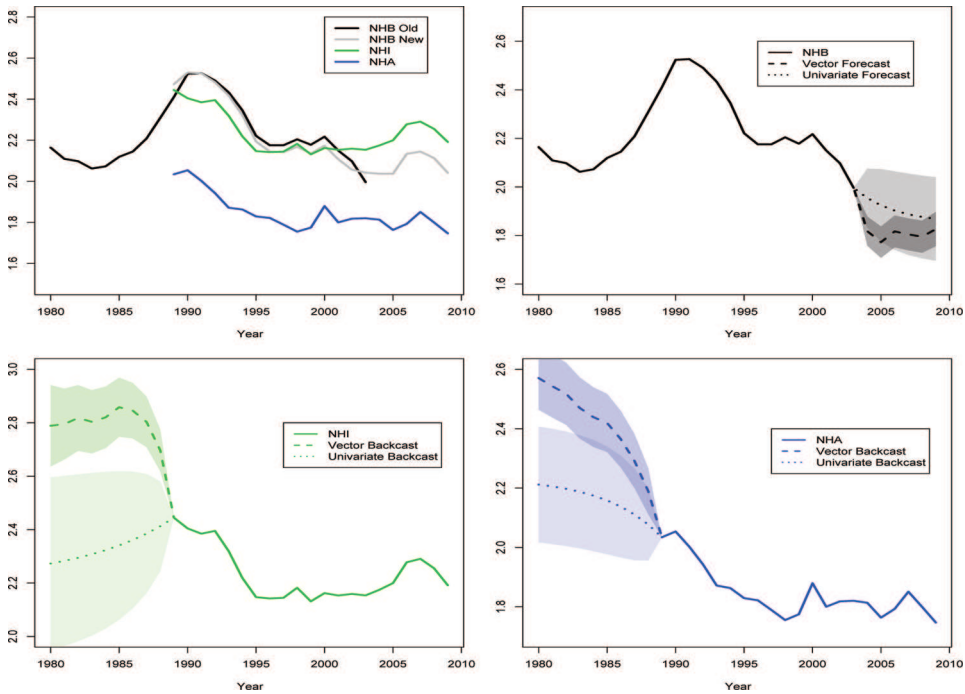 2.8
2.6
2.4
2.2
2.0
1.8
1.6
NHB Old
NHB New
NHI
NHA
1980 1985 1990 1995 2000 2005 2010
Year
2.6
2.4
2.2
2.0
1.8
1.6
NHB
Vector Forecast
Univariate Forecast
1980 1985 1990 1995 2000 2005 2010
Year
3.0
2.8
2.6
2.4
2.2
2.0
NHI
Vector Backcast
Univariate Backcast
1980 1985 1990 1995 2000 2005 2010
Year
2.6
2.4
2.2
2.0
1.8
NHA
Vector Backcast
Univariate Backcast
1980 1985 1990 1995 2000 2005 2010
Year